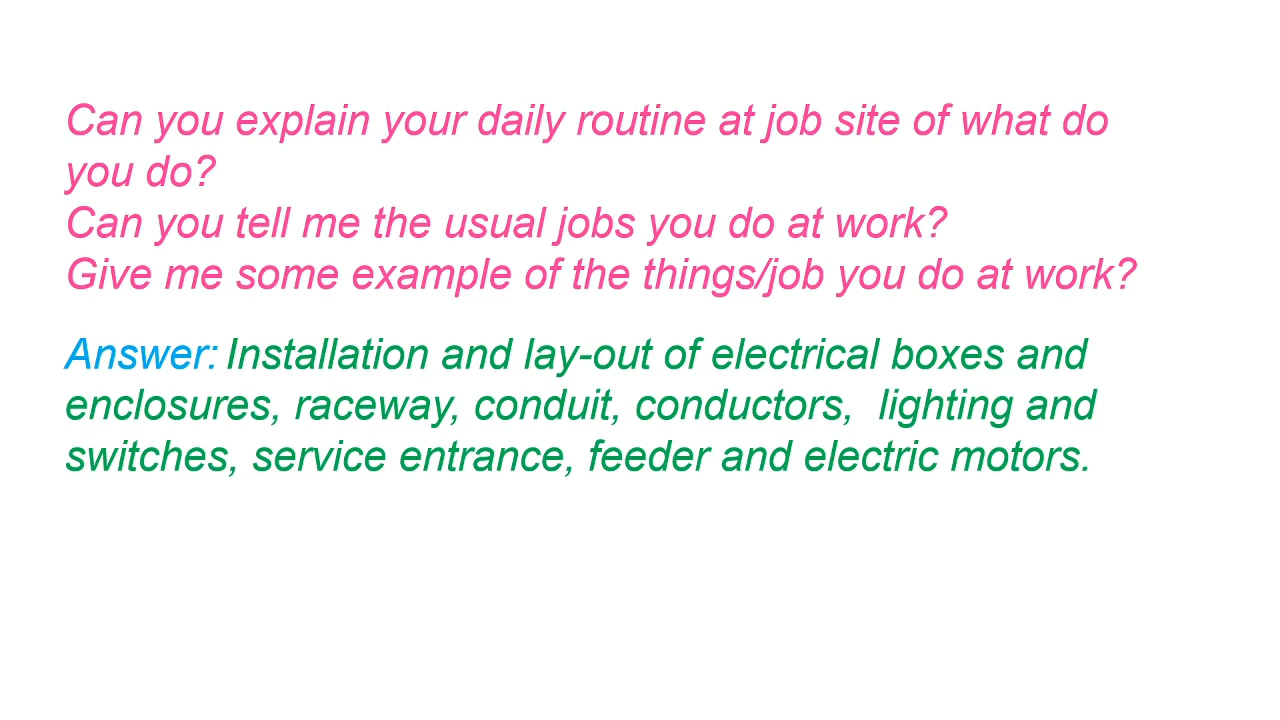 Can you explain your daily routine at job site of what do
you do?
Can you tell me the usual jobs you do at work?
Give me some example of the things/job you do at work?
Answer: Installation and lay-out of electrical boxes and
enclosures, raceway, conduit, conductors,  lighting and
switches, service entrance, feeder and electric motors.